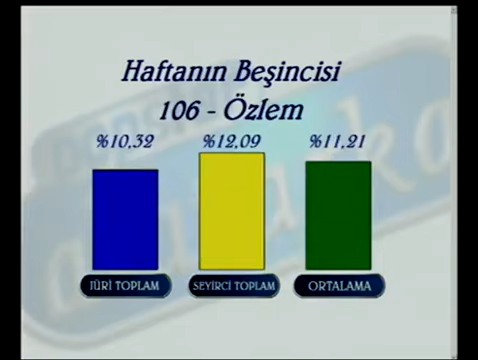 Haftanın Beşincisi
106 - Özlem
%10,32 %12,09 %11,21
JÜRİ TOPLAM SEYİRCİ TOPLAM ORTALAMA